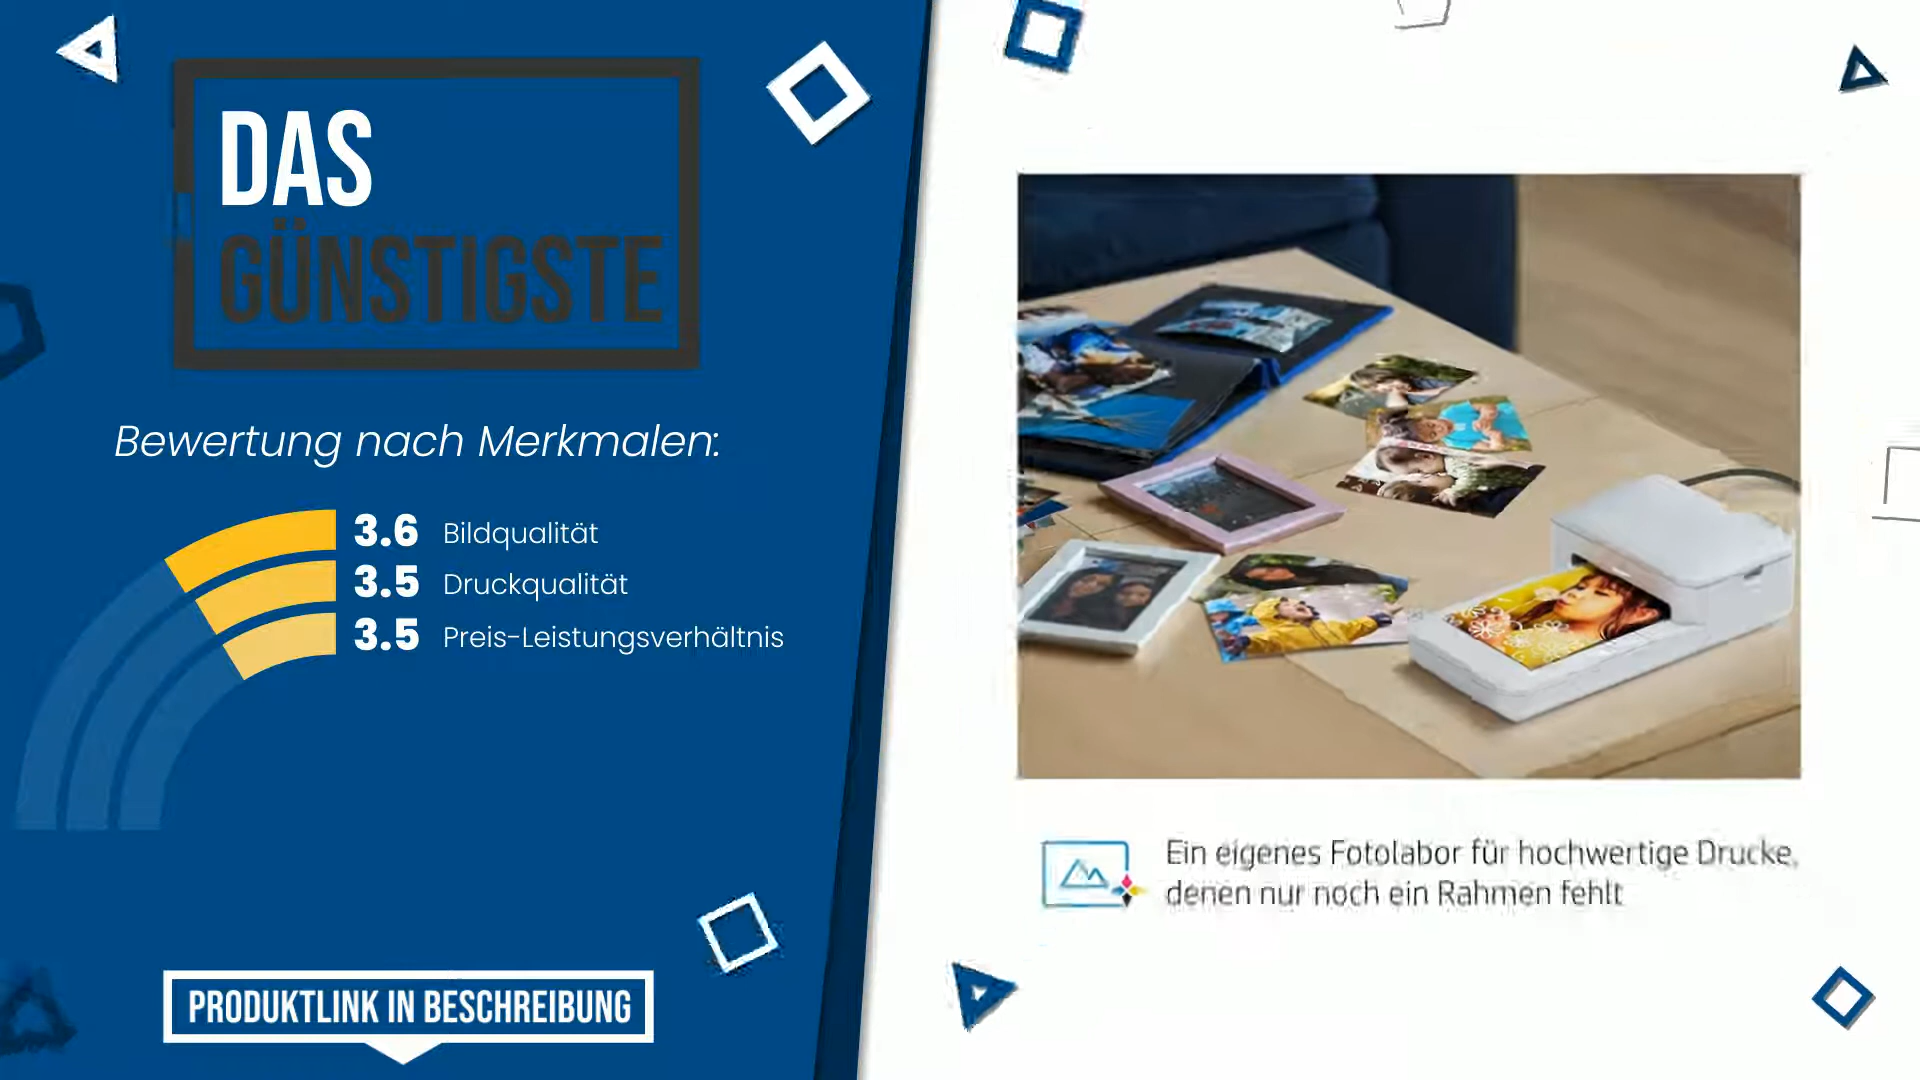 DAS
GÜNSTIGSTE
Bewertung nach Merkmalen:
3.6 Bildqualität
3.5 Druckqualität
3.5 Preis-Leistungsverhältnis
PRODUKTLINK IN BESCHREIBUNG
Ein eigenes Fotolabor für hochwertige Drucke,
denen nur noch ein Rahmen fehlt